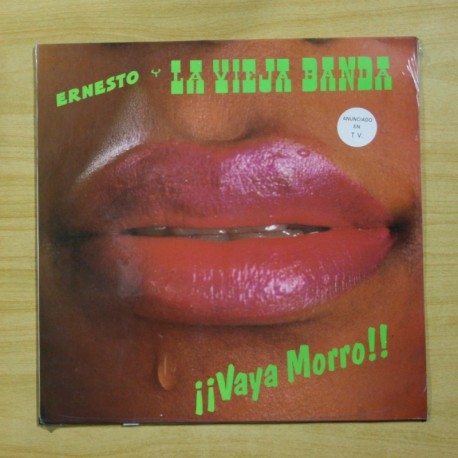 ERNESTO Y LA VIEJA BANDA
ANUNCIADO
EN
T V.
¡¡Vaya Morro!!